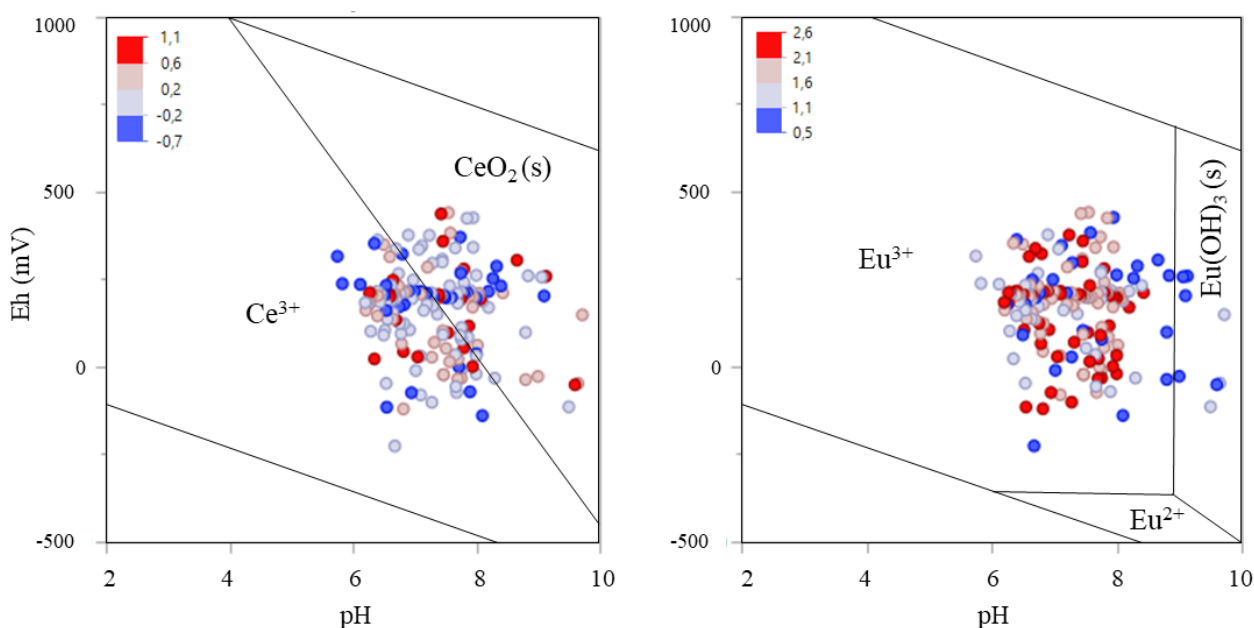 1000
500
0
-500
Eh (mV)
1,1
0,6
0,2
-0,2
-0,7
CeO₂ (s)
Ce³⁺
2 4 6 8 10
pH
2,6
2,1
1,6
1,1
0,5
Eu³⁺
Eu(OH)₃ (s)
Eu²⁺
1000
500
0
-500
2 4 6 8 10
pH